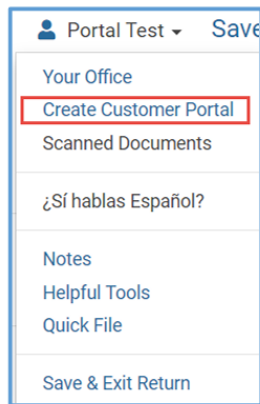 Portal Test Save
Your Office
Create Customer Portal
Scanned Documents
¿Sí hablas Español?
Notes
Helpful Tools
Quick File
Save & Exit Return